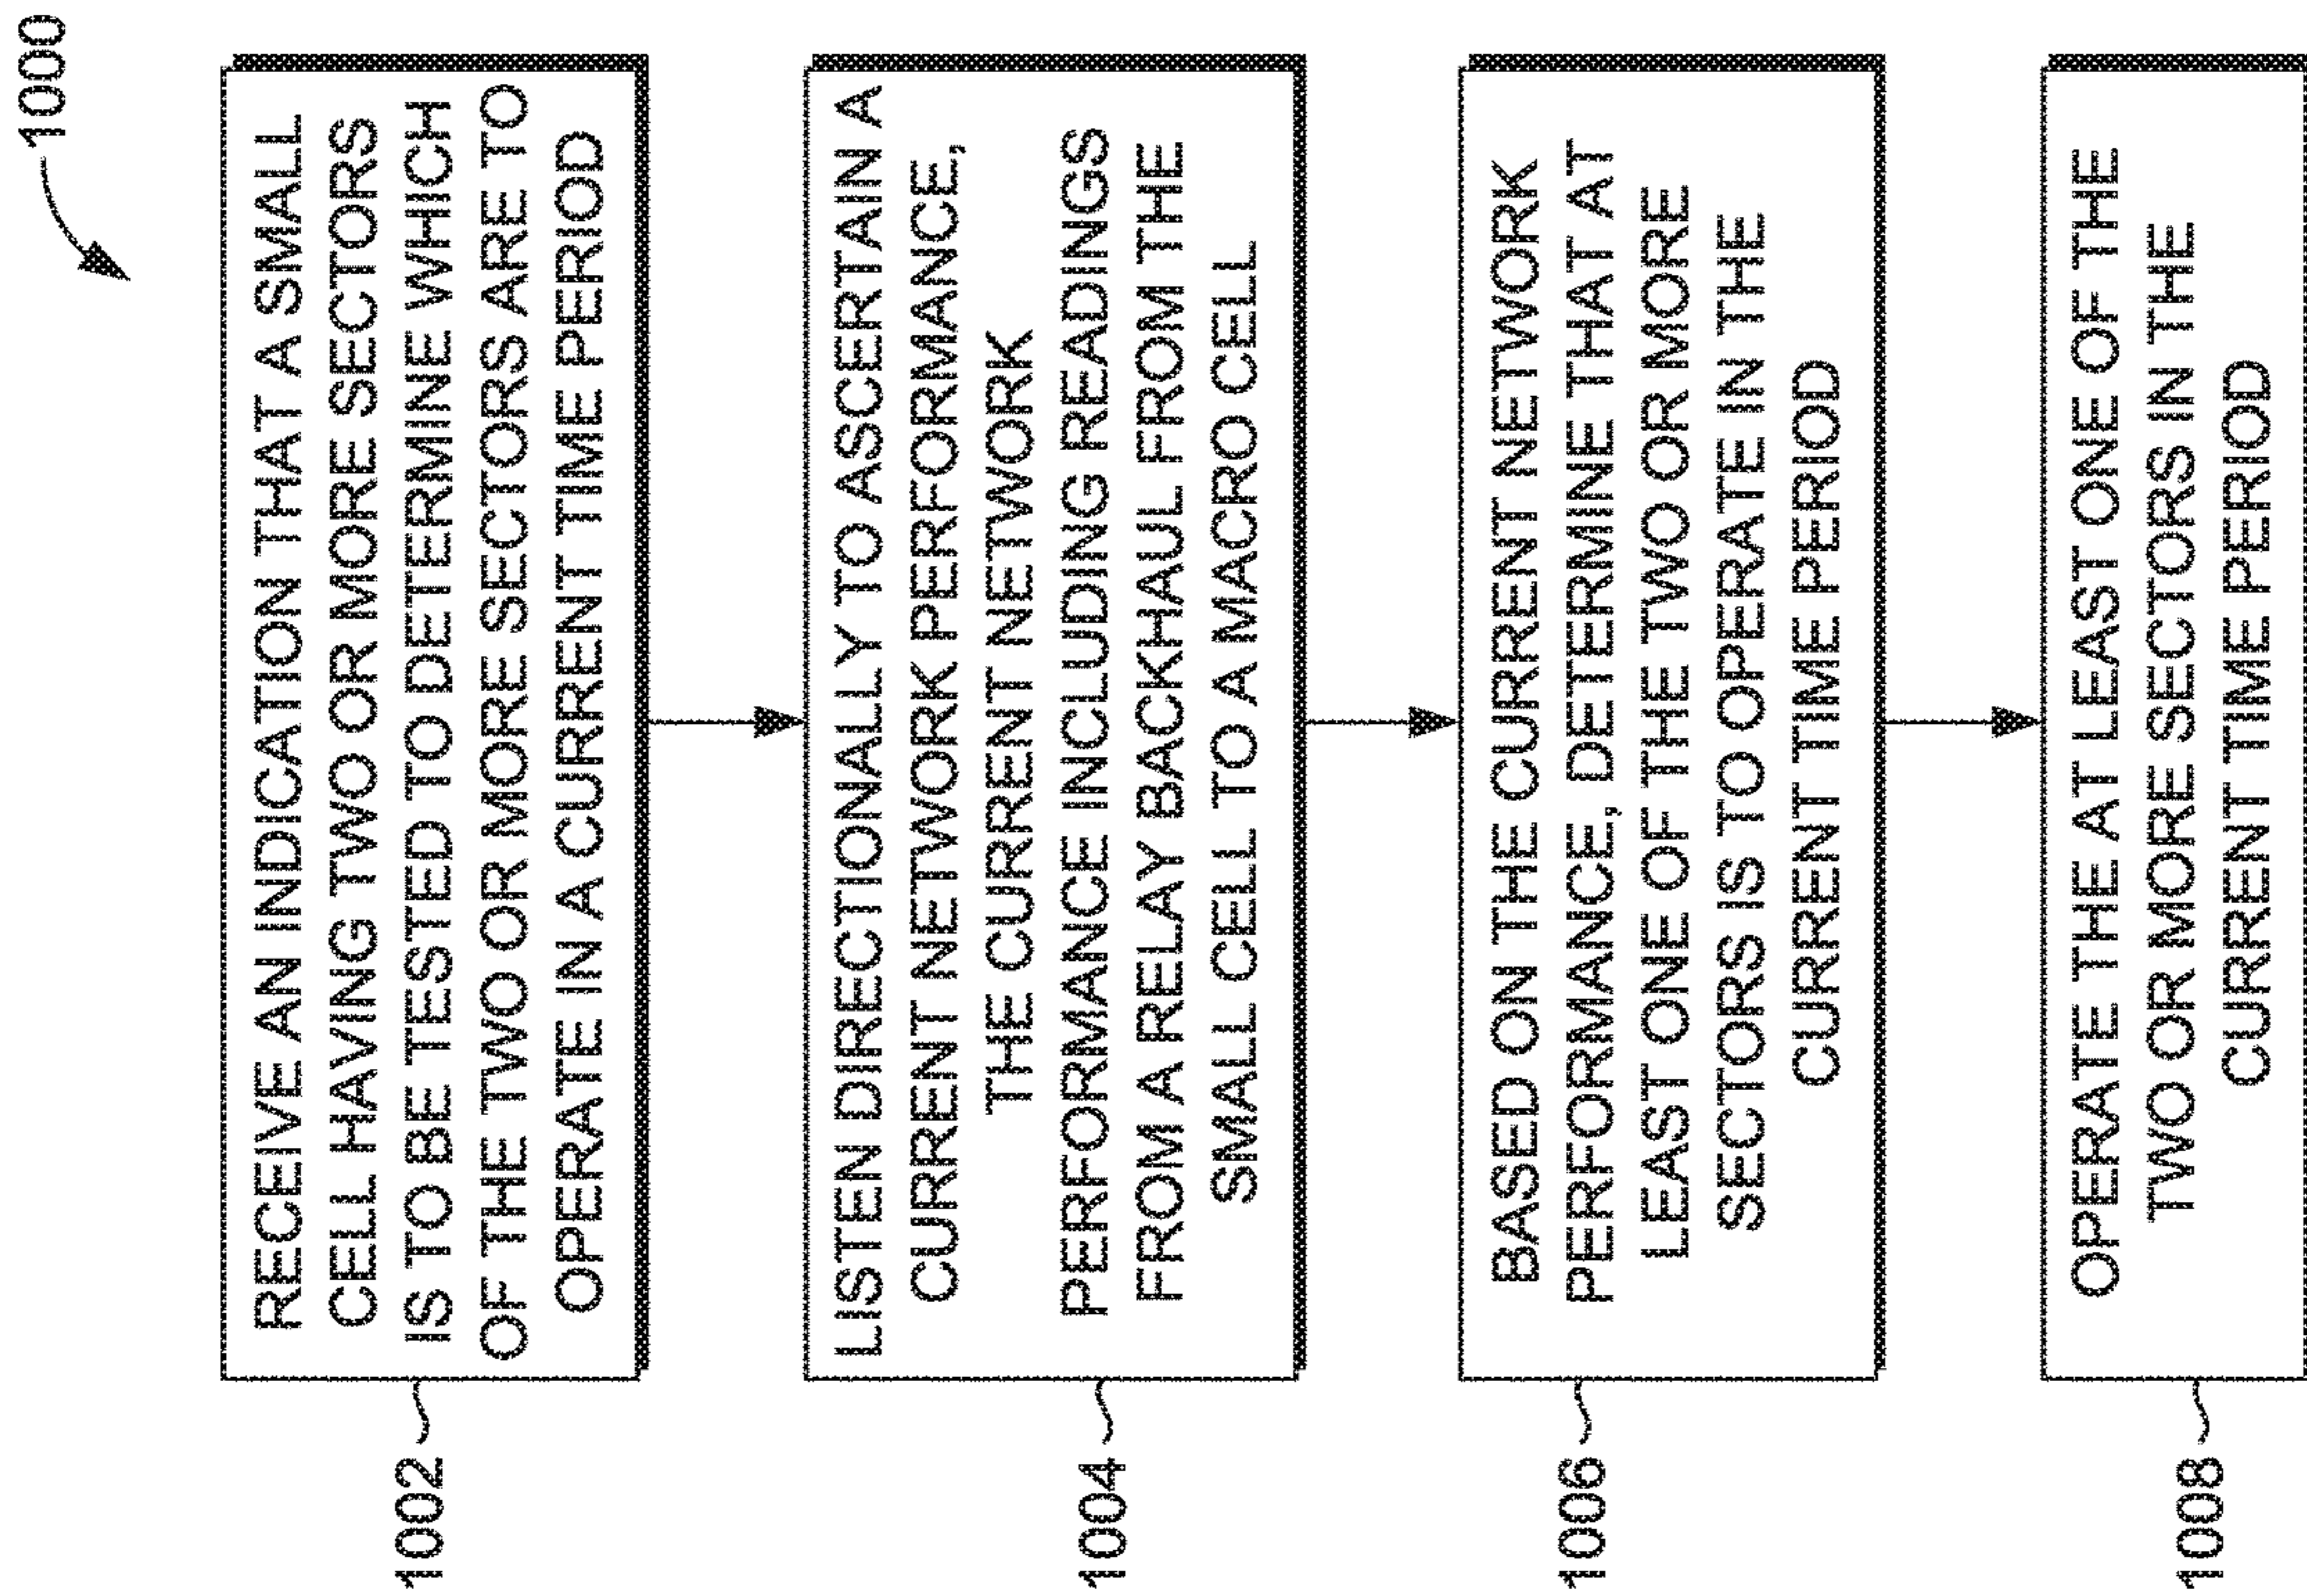 1000
1002
RECEIVE AN INDICATION THAT A SMALL
CELL HAVING TWO OR MORE SECTORS
IS TO BE TESTED TO DETERMINE WHICH
OF THE TWO OR MORE SECTORS ARE TO
OPERATE IN A CURRENT TIME PERIOD
1004
LISTEN DIRECTIONALLY TO ASCERTAIN A
CURRENT NETWORK PERFORMANCE,
THE CURRENT NETWORK
PERFORMANCE INCLUDING READINGS
FROM A RELAY BACKHAUL FROM THE
SMALL CELL TO A MACRO CELL
1006
BASED ON THE CURRENT NETWORK
PERFORMANCE, DETERMINE THAT AT
LEAST ONE OF THE TWO OR MORE
SECTORS IS TO OPERATE IN THE
CURRENT TIME PERIOD
1008
OPERATE THE AT LEAST ONE OF THE
TWO OR MORE SECTORS IN THE
CURRENT TIME PERIOD